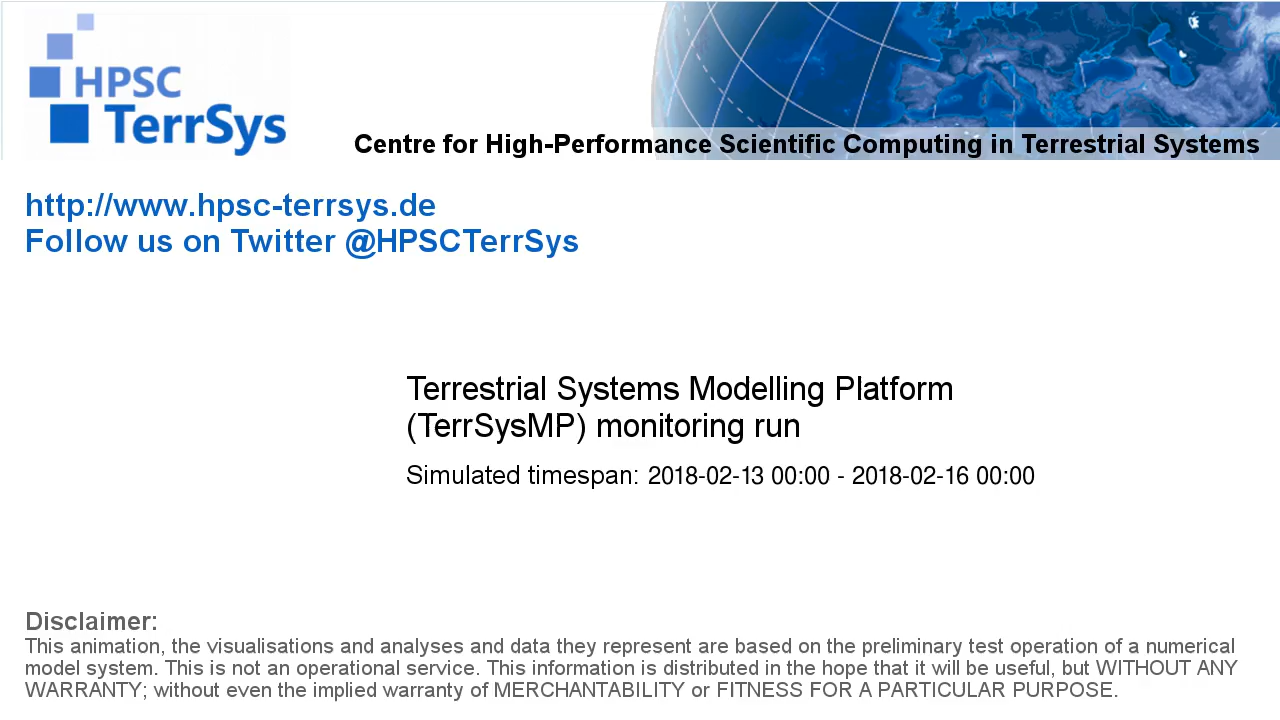 HPSC
TerrSys
Centre for High-Performance Scientific Computing in Terrestrial Systems
http://www.hpsc-terrsys.de
Follow us on Twitter @HPSCTerrSys
Terrestrial Systems Modelling Platform
(TerrSysMP) monitoring run
Simulated timespan: 2018-02-13 00:00 - 2018-02-16 00:00
Disclaimer:
This animation, the visualisations and analyses and data they represent are based on the preliminary test operation of a numerical
model system. This is not an operational service. This information is distributed in the hope that it will be useful, but WITHOUT ANY
WARRANTY; without even the implied warranty of MERCHANTABILITY or FITNESS FOR A PARTICULAR PURPOSE.